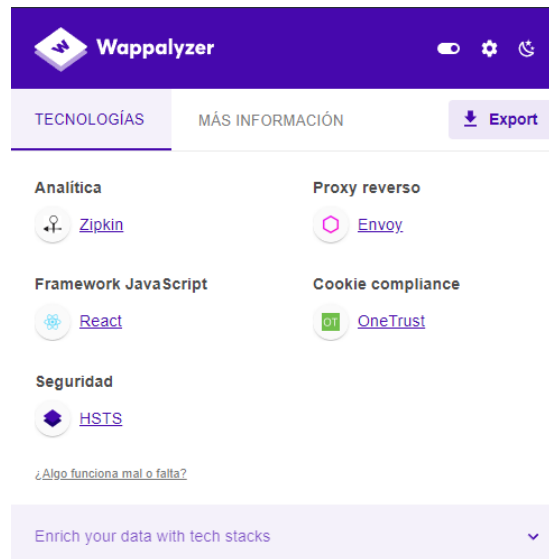 Wappalyzer
TECNOLOGÍAS
MÁS INFORMACIÓN
Export
Analítica
Zipkin
Proxy reverso
Envoy
Framework JavaScript
React
Cookie compliance
OT
OneTrust
Seguridad
HSTS
¿Algo funciona mal o falta?
Enrich your data with tech stacks